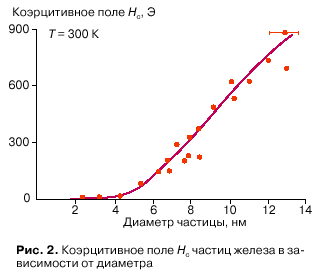 Коэрцитивное поле Hc, Э
900
T = 300 К
600
300
0
2 4 6 8 10 12 14
Диаметр частицы, нм
Рис. 2. Коэрцитивное поле Hc частиц железа в за-
висимости от диаметра